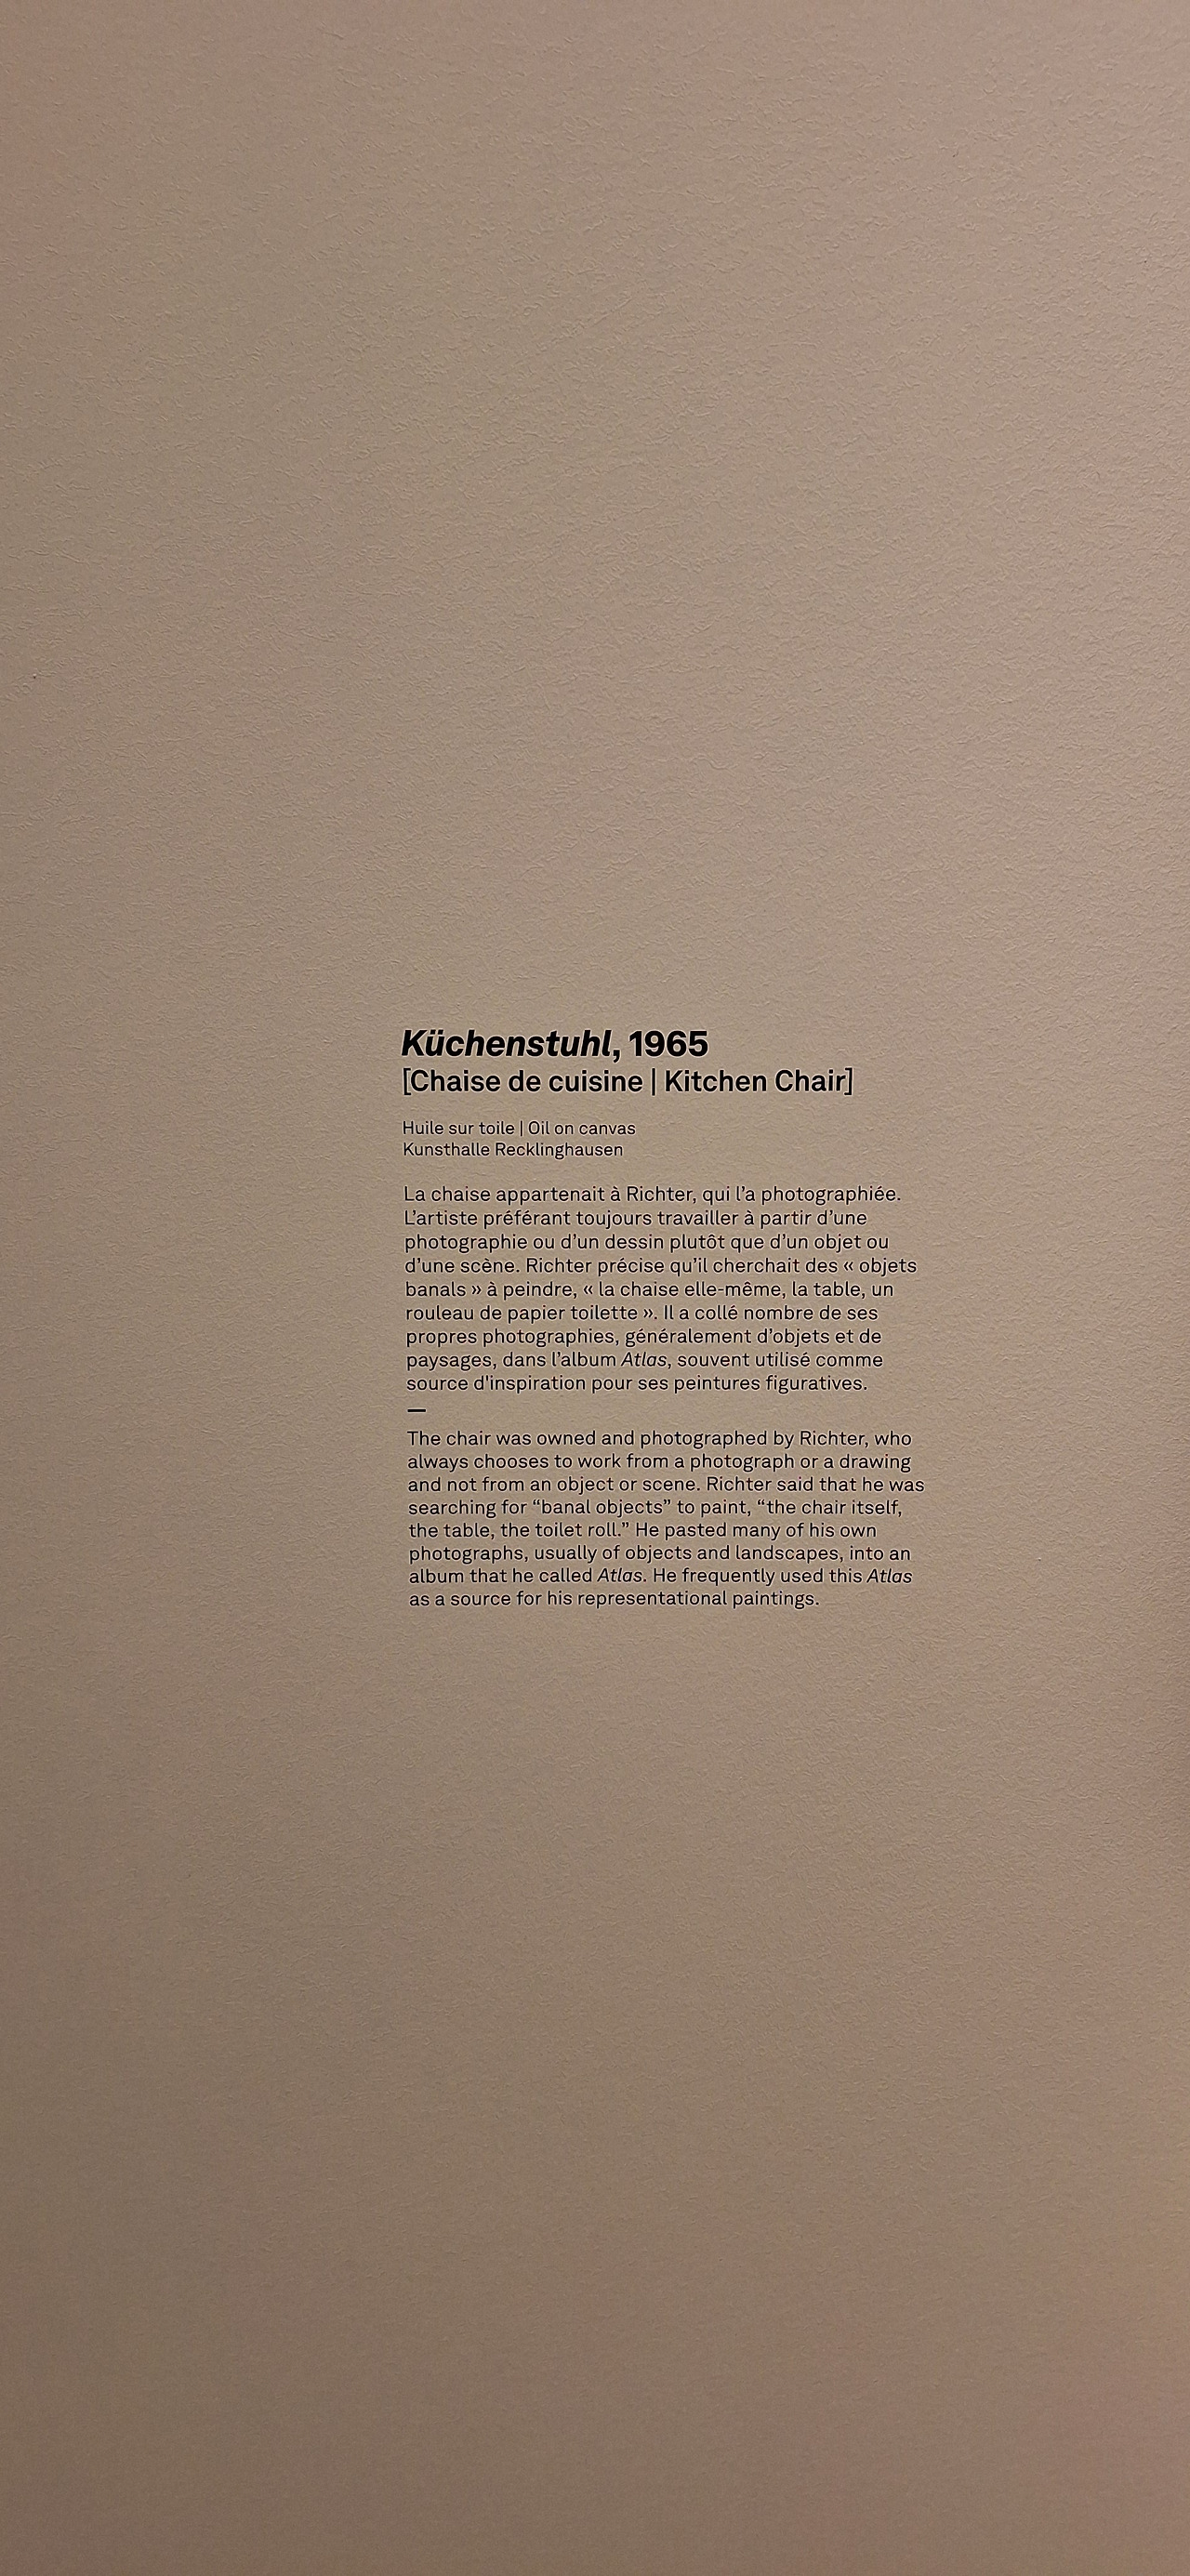 Küchenstuhl, 1965
[Chaise de cuisine | Kitchen Chair]
Huile sur toile | Oil on canvas
Kunsthalle Recklinghausen
La chaise appartenait à Richter, qui l’a photographiée.
L’artiste préférant toujours travailler à partir d’une
photographie ou d’un dessin plutôt que d’un objet ou
d’une scène. Richter précise qu’il cherchait des « objets
banals » à peindre, « la chaise elle-même, la table, un
rouleau de papier toilette ». Il a collé nombre de ses
propres photographies, généralement d’objets et de
paysages, dans l’album Atlas, souvent utilisé comme
source d'inspiration pour ses peintures figuratives.
—
The chair was owned and photographed by Richter, who
always chooses to work from a photograph or a drawing
and not from an object or scene. Richter said that he was
searching for “banal objects” to paint, “the chair itself,
the table, the toilet roll.” He pasted many of his own
photographs, usually of objects and landscapes, into an
album that he called Atlas. He frequently used this Atlas
as a source for his representational paintings.